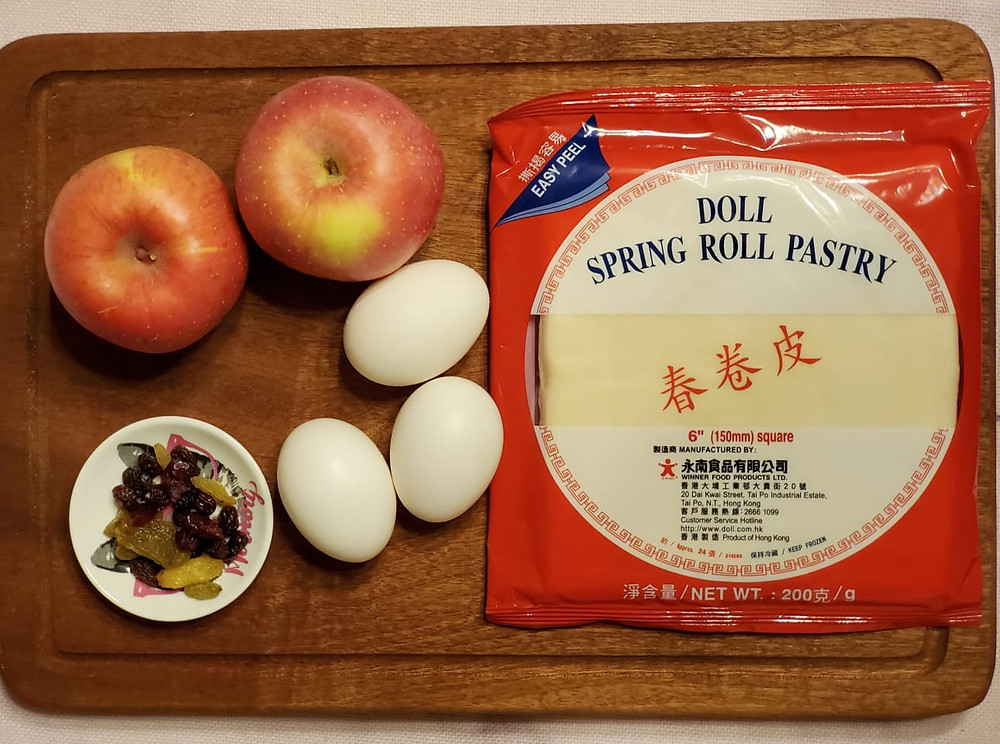 撕揭容易
EASY PEEL
DOLL
SPRING ROLL PASTRY
春卷皮
6" (150mm) square
製造商 MANUFACTURED BY:
永南食品有限公司
WINNER FOOD PRODUCTS LTD.
香港大埔工業邨大貴街20號
20 Dai Kwai Street, Tai Po Industrial Estate,
Tai Po, N.T., Hong Kong
客戶服務熱線:2666 1099
Customer Service Hotline
http://www.doll.com.hk
香港製造 Product of Hong Kong
約 / Approx. 24 張 / pieces 保持冷藏 / KEEP FROZEN
淨含量/NET WT. : 200克/g